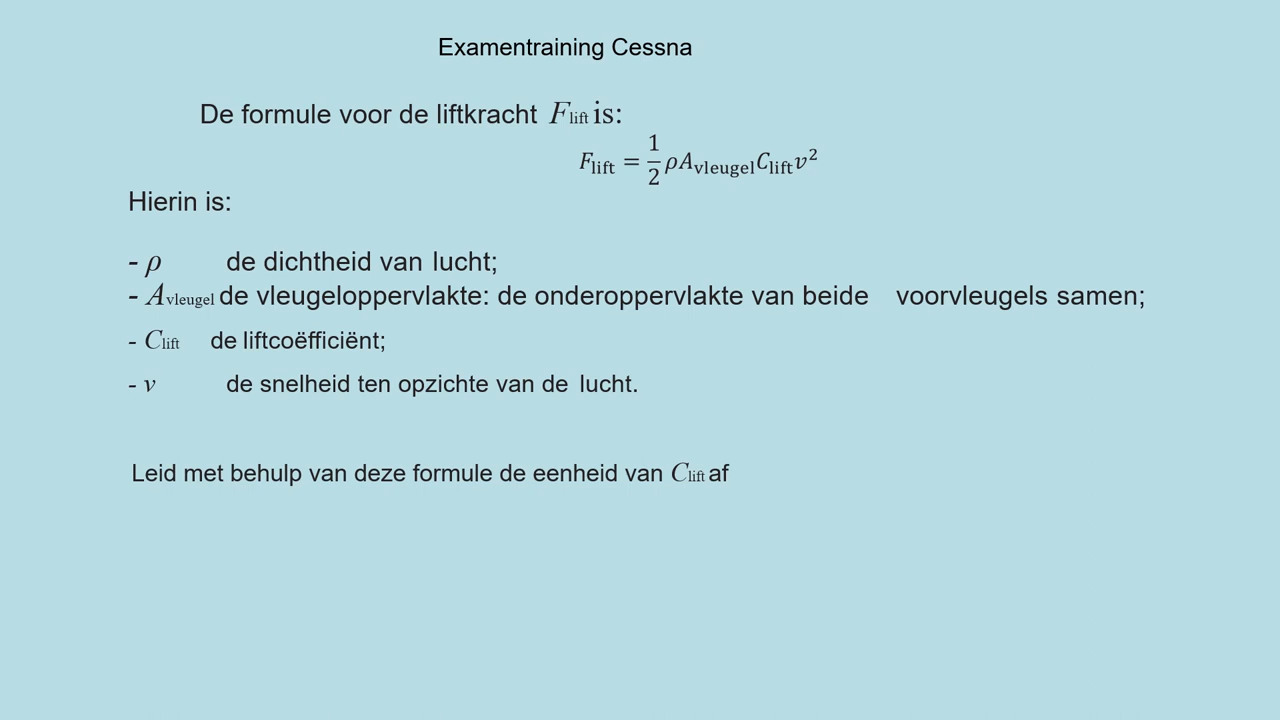 Examentraining Cessna
De formule voor de liftkracht F_lift is:
F_lift = 1/2 ρA_vleugel C_lift v²
Hierin is:
- ρ de dichtheid van lucht;
- A_vleugel de vleugeloppervlakte: de onderoppervlakte van beide voorvleugels samen;
- C_lift de liftcoëfficiënt;
- v de snelheid ten opzichte van de lucht.
Leid met behulp van deze formule de eenheid van C_lift af